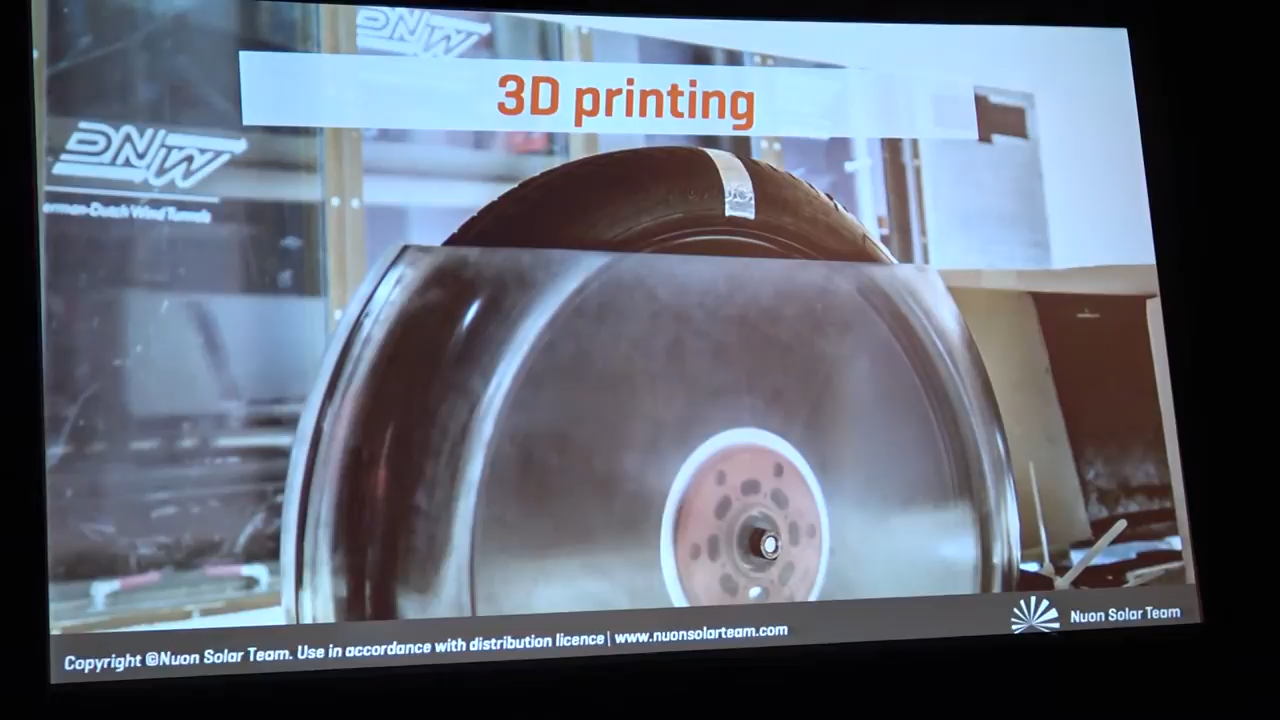 DNW
3D printing
DNW
erman-Dutch Wind Tunnels
Copyright ©Nuon Solar Team. Use in accordance with distribution licence | www.nuonsolarteam.com
Nuon Solar Team